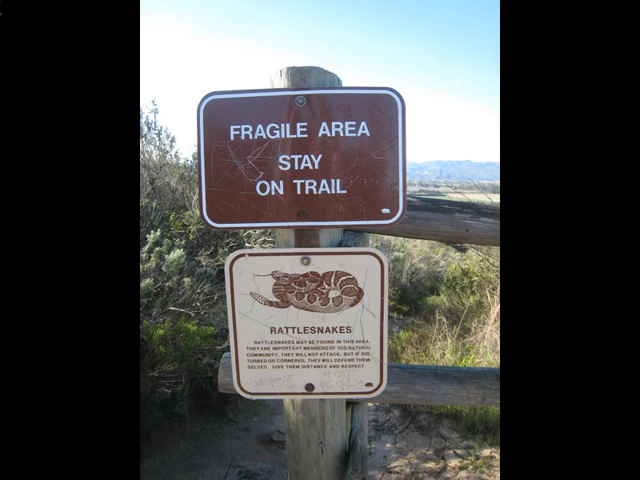 FRAGILE AREA
STAY
ON TRAIL
RATTLESNAKES
RATTLESNAKES MAY BE FOUND IN THIS AREA.
THEY ARE IMPORTANT MEMBERS OF THE NATURAL
COMMUNITY. THEY WILL NOT ATTACK, BUT IF DIS-
TURBED OR CORNERED, THEY WILL DEFEND THEM-
SELVES. GIVE THEM DISTANCE AND RESPECT.